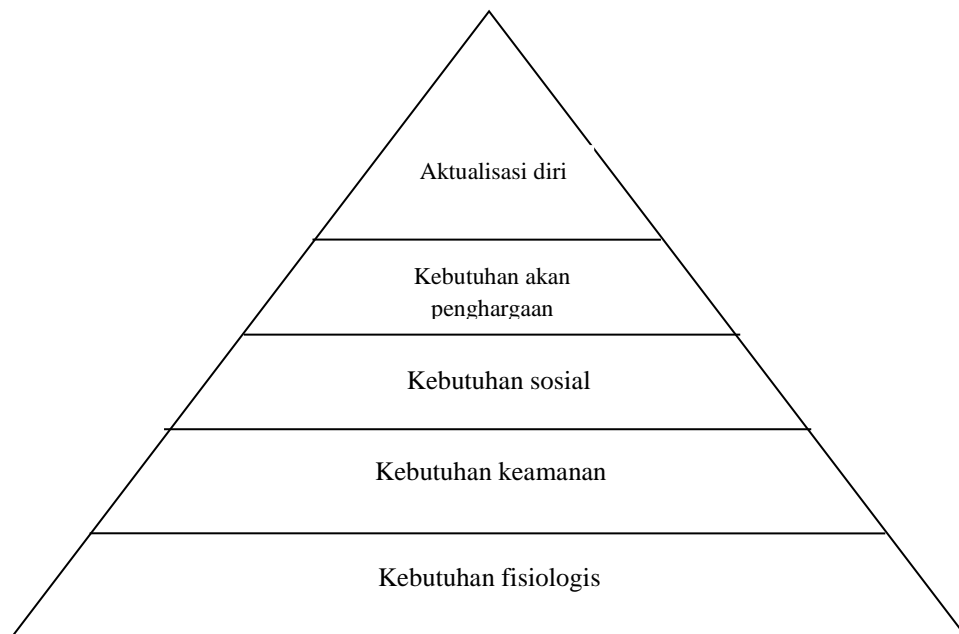 Aktualisasi diri
Kebutuhan akan
penghargaan
Kebutuhan sosial
Kebutuhan keamanan
Kebutuhan fisiologis